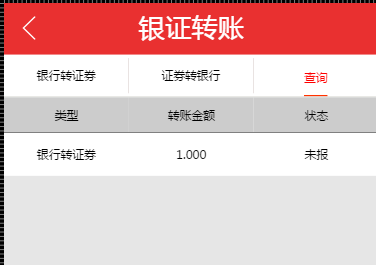 银证转账
银行转证券 证券转银行 查询
类型 转账金额 状态
银行转证券 1.000 未报